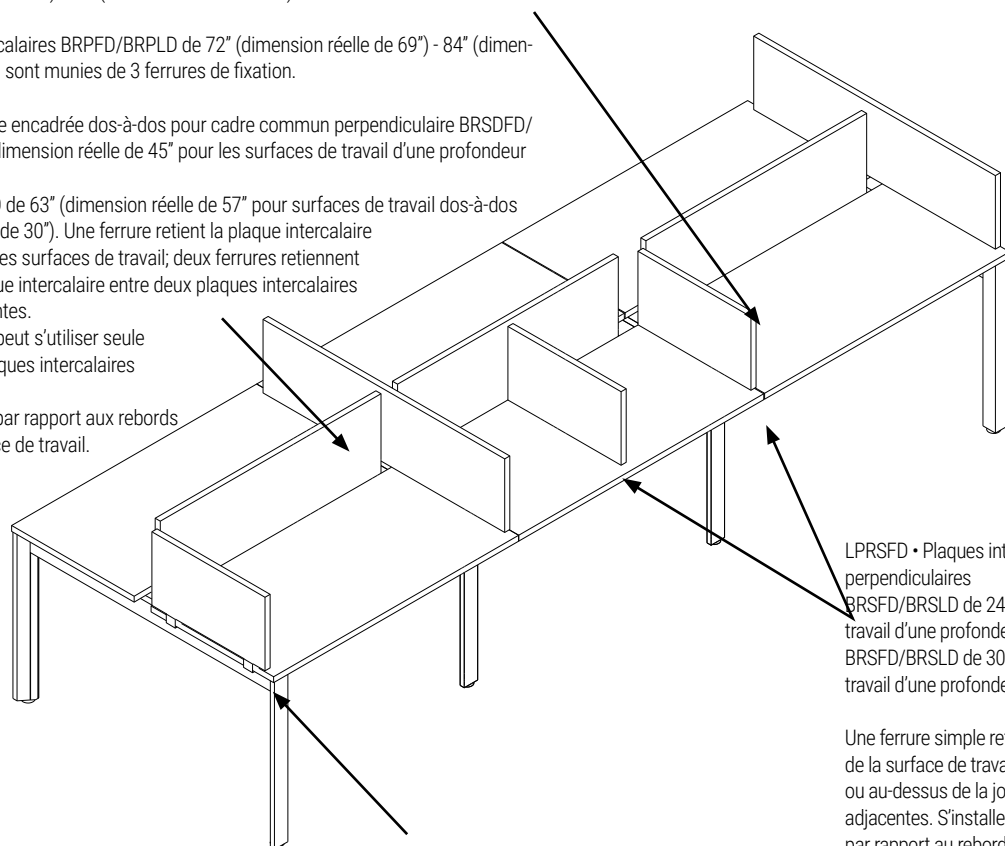 calaires BRPFD/BRPLD de 72” (dimension réelle de 69”) - 84” (dimen-
sont munies de 3 ferrures de fixation.
e encadrée dos-à-dos pour cadre commun perpendiculaire BRSDFD/
dimension réelle de 45” pour les surfaces de travail d’une profondeur
de 63” (dimension réelle de 57” pour surfaces de travail dos-à-dos
de 30”). Une ferrure retient la plaque intercalaire
es surfaces de travail; deux ferrures retiennent
ue intercalaire entre deux plaques intercalaires
ntes.
peut s’utiliser seule
ques intercalaires
par rapport aux rebords
ce de travail.
LPRSFD • Plaques int
perpendiculaires
BRSFD/BRSLD de 24
travail d’une profonde
BRSFD/BRSLD de 30
travail d’une profonde
Une ferrure simple re
de la surface de trava
ou au-dessus de la jo
adjacentes. S’installe
par rapport au rebord